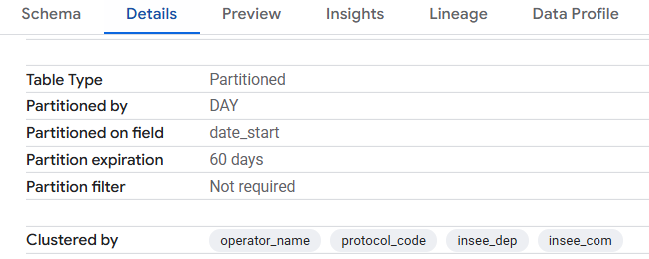 Schema Details Preview Insights Lineage Data Profile
Table Type Partitioned
Partitioned by DAY
Partitioned on field date_start
Partition expiration 60 days
Partition filter Not required
Clustered by operator_name protocol_code insee_dep insee_com